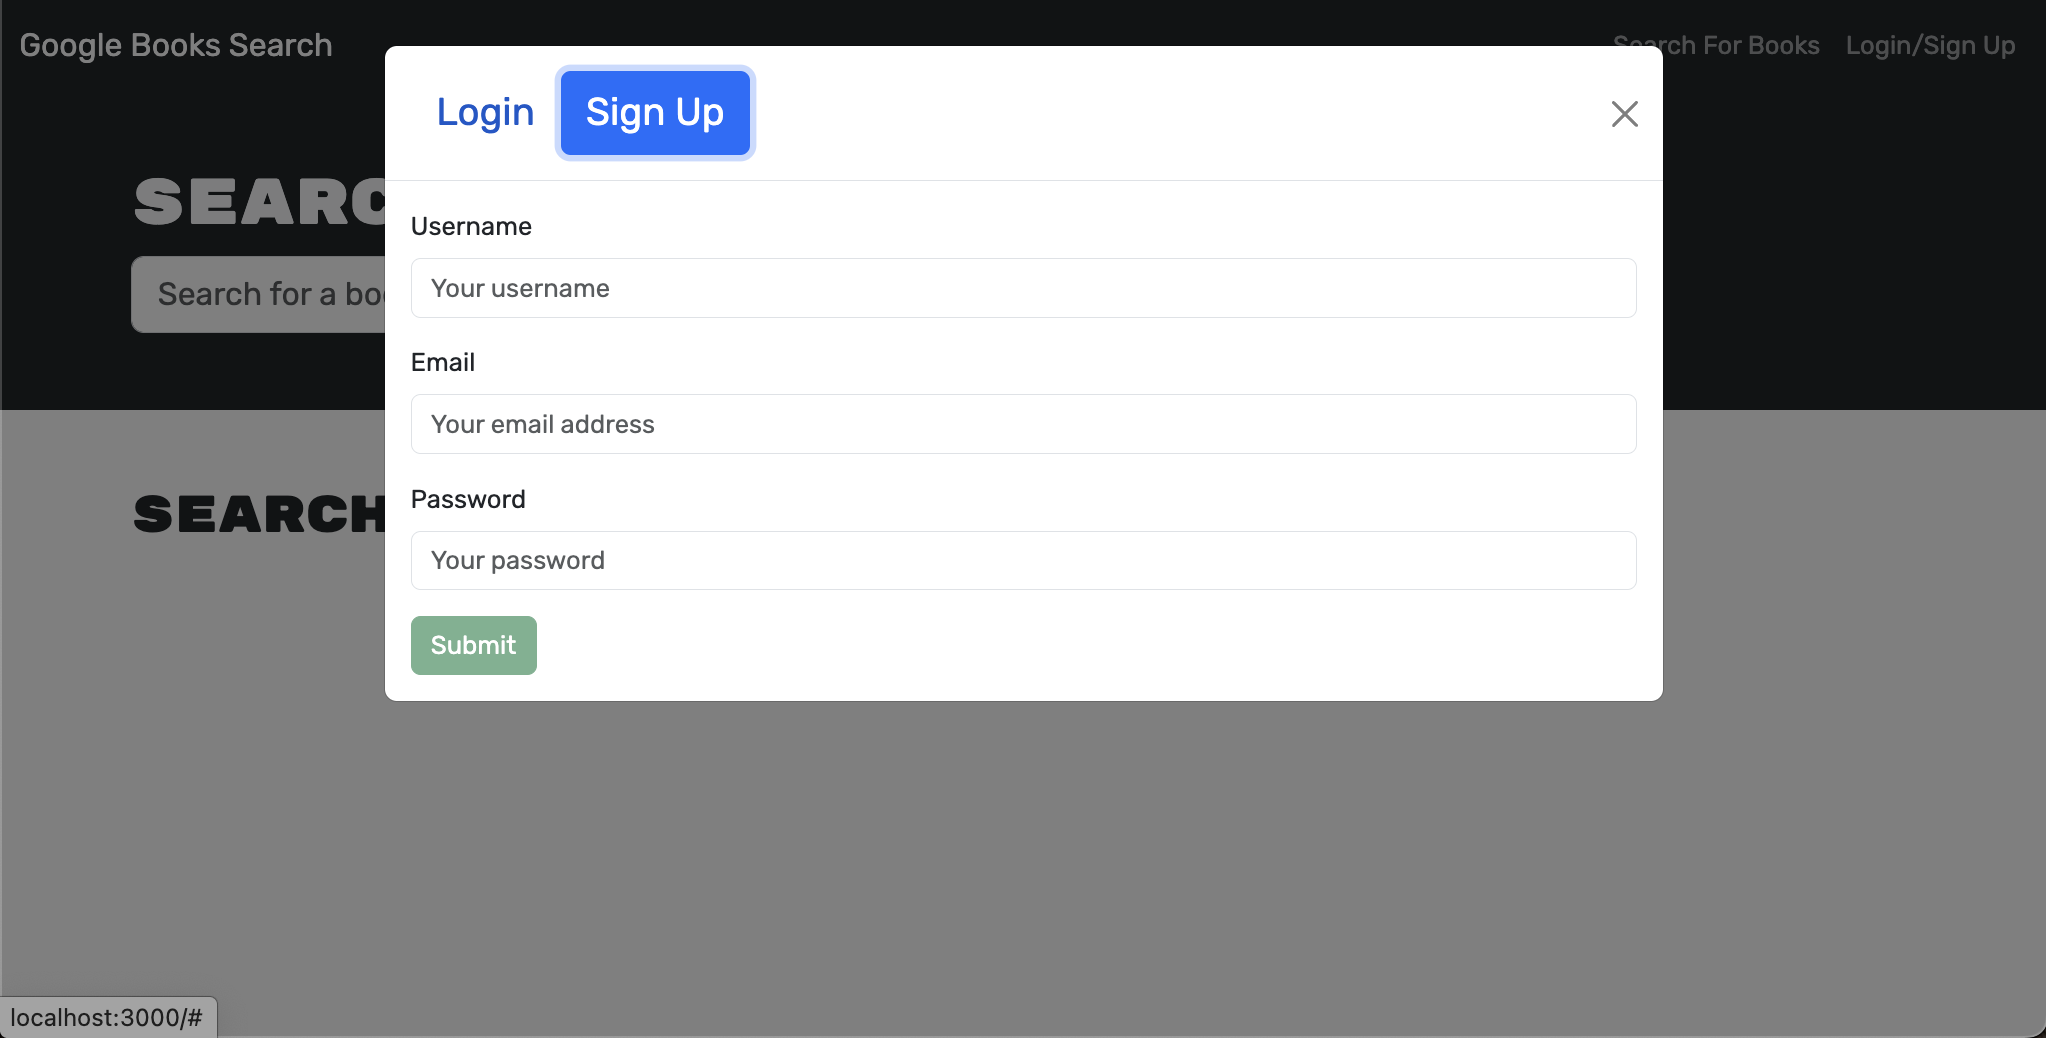 Google Books Search
Search For Books
Login/Sign Up
Login
Sign Up
SEARC
Search for a boo
Username
Your username
Email
Your email address
Password
Your password
Submit
SEARCH
localhost:3000/#